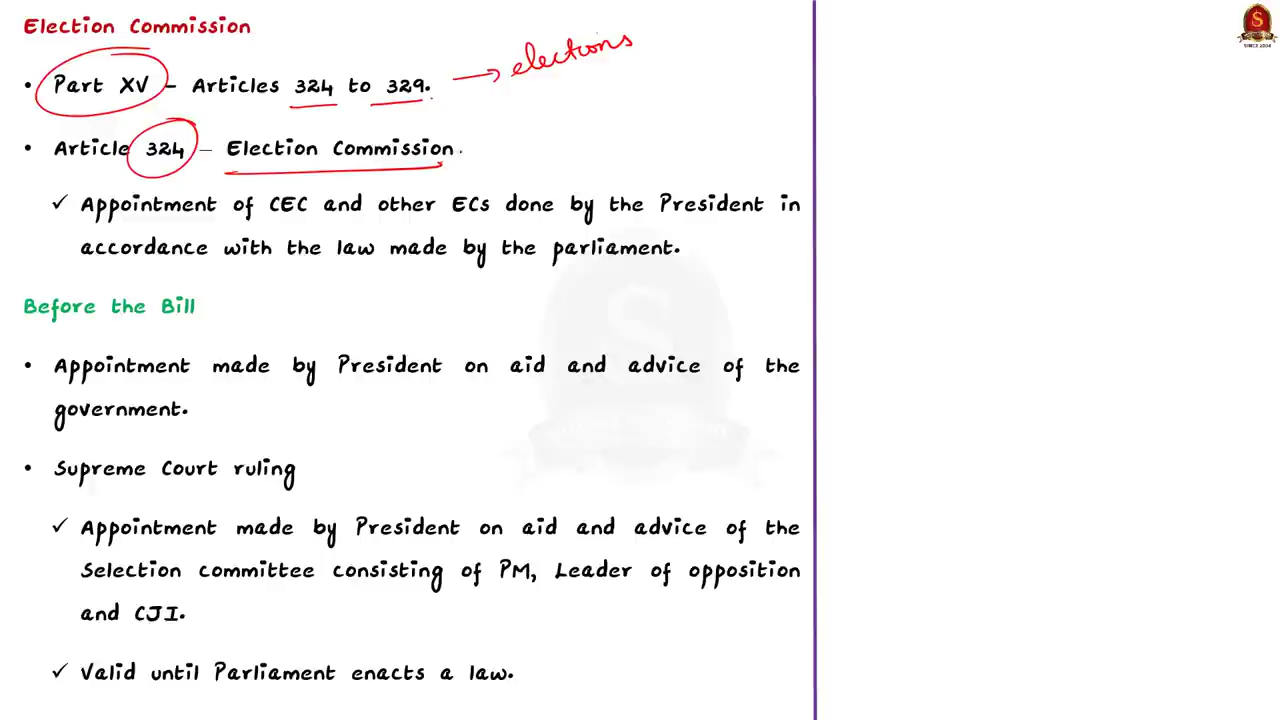 Election Commission
• Part XV – Articles 324 to 329. → elections
• Article 324 – Election Commission.
✓ Appointment of CEC and other ECs done by the President in
accordance with the law made by the parliament.
Before the Bill
• Appointment made by President on aid and advice of the
government.
• Supreme Court ruling
✓ Appointment made by President on aid and advice of the
Selection committee consisting of PM, Leader of opposition
and CJI.
✓ Valid until Parliament enacts a law.
S
SINCE 2004